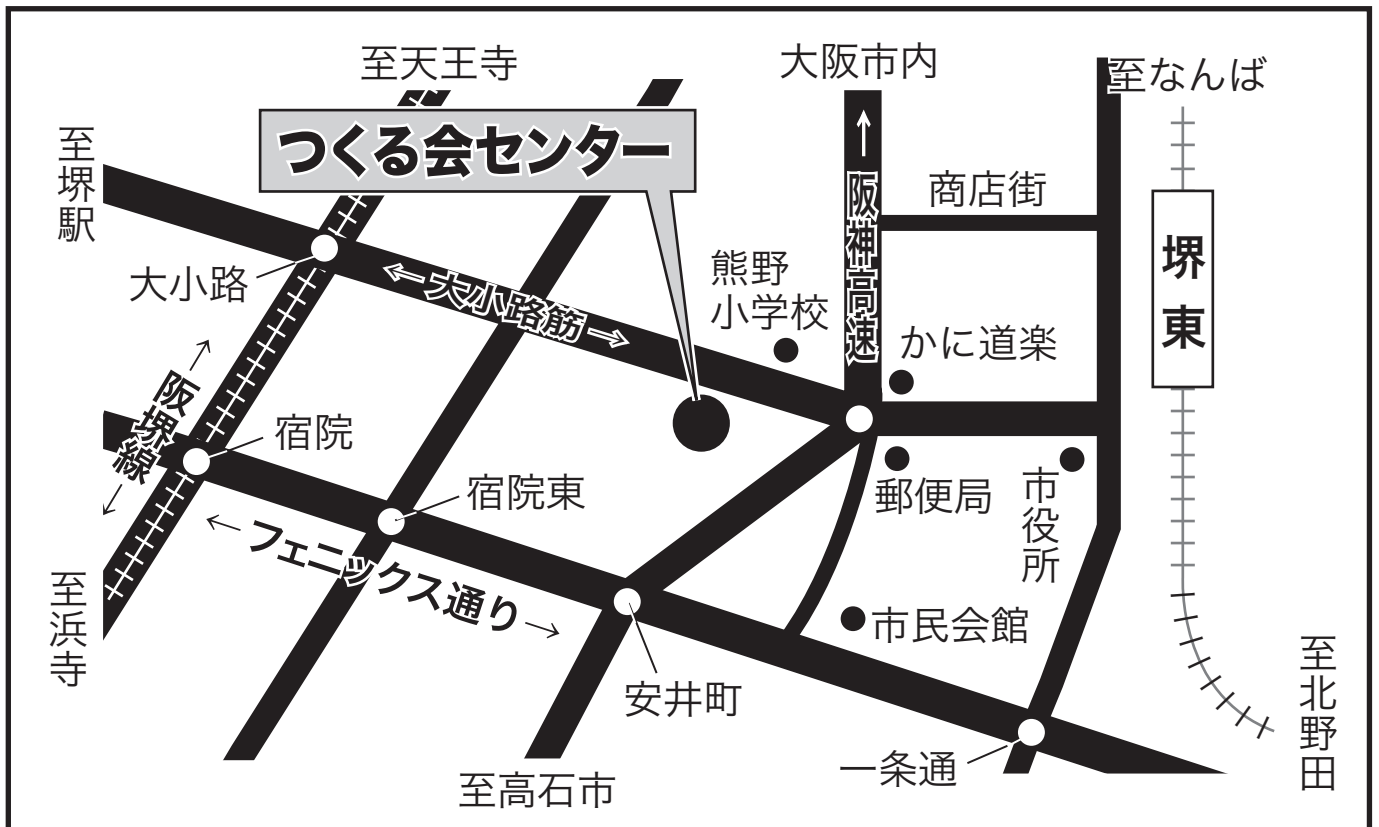 至天王寺
大阪市内
至なんば
つくる会センター
至堺駅
↑阪神高速
商店街
堺東
熊野
小学校
大小路
←大小路筋→
かに道楽
←阪堺線→
宿院
宿院東
郵便局
市役所
←フェニックス通り→
至浜寺
市民会館
至北野田
安井町
一条通
至高石市